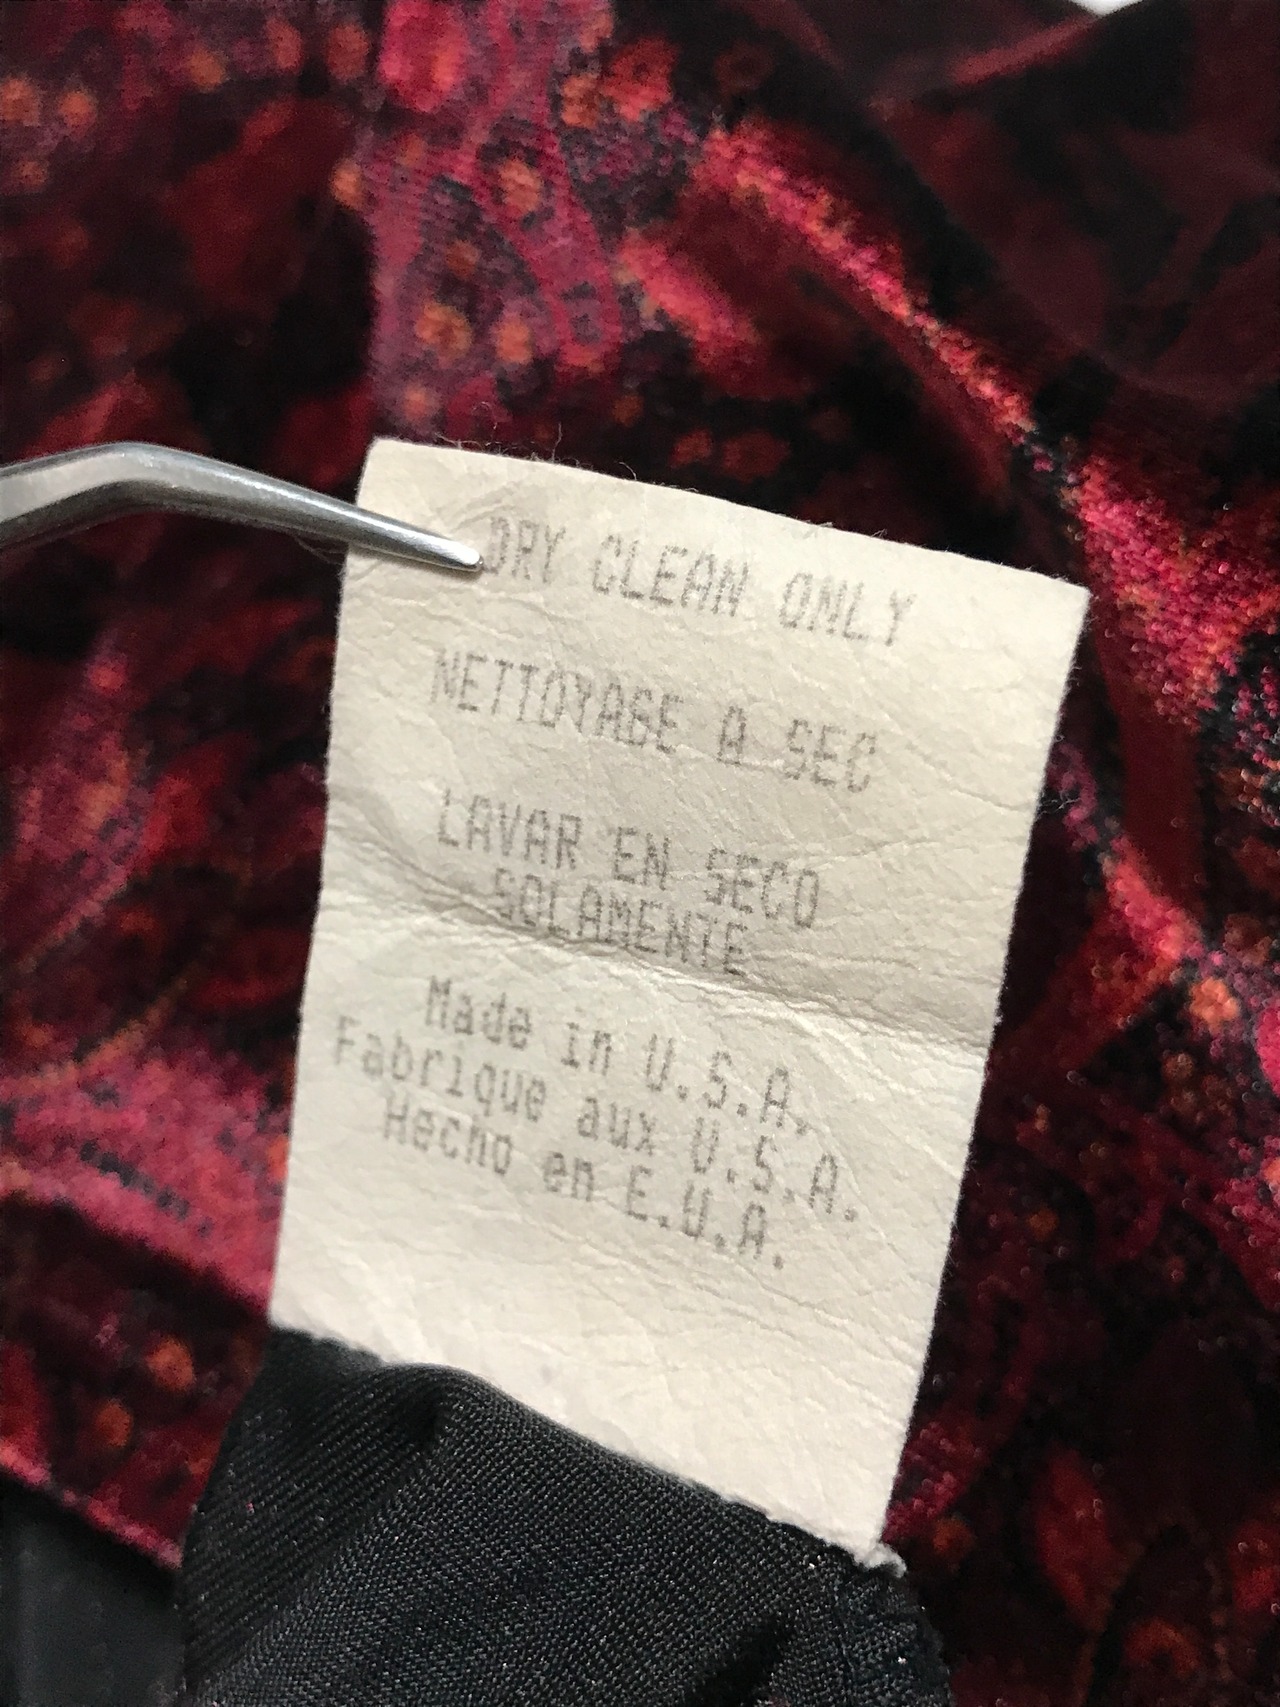 DRY CLEAN ONLY
NETTOYAGE A SEC
LAVAR EN SECO
SOLAMENTE
Made in U.S.A.
Fabrique aux U.S.A.
Hecho en E.U.A.